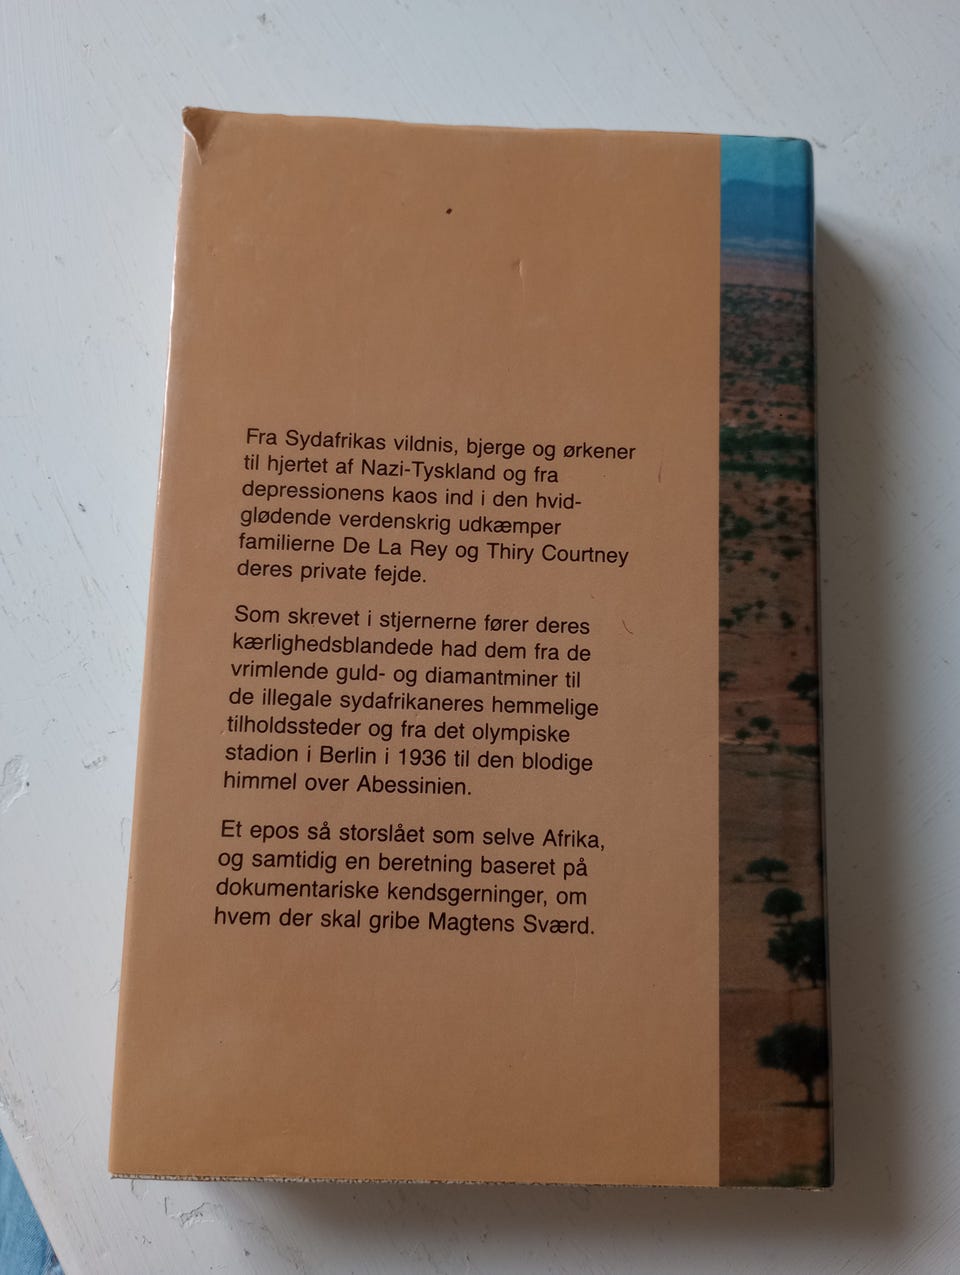 Fra Sydafrikas vildnis, bjerge og ørkener
til hjertet af Nazi-Tyskland og fra
depressionens kaos ind i den hvid-
glødende verdenskrig udkæmper
familierne De La Rey og Thiry Courtney
deres private fejde.
Som skrevet i stjernerne fører deres
kærlighedsblandede had dem fra de
vrimlende guld- og diamantminer til
de illegale sydafrikaneres hemmelige
tilholdssteder og fra det olympiske
stadion i Berlin i 1936 til den blodige
himmel over Abessinien.
Et epos så storslået som selve Afrika,
og samtidig en beretning baseret på
dokumentariske kendsgerninger, om
hvem der skal gribe Magtens Sværd.